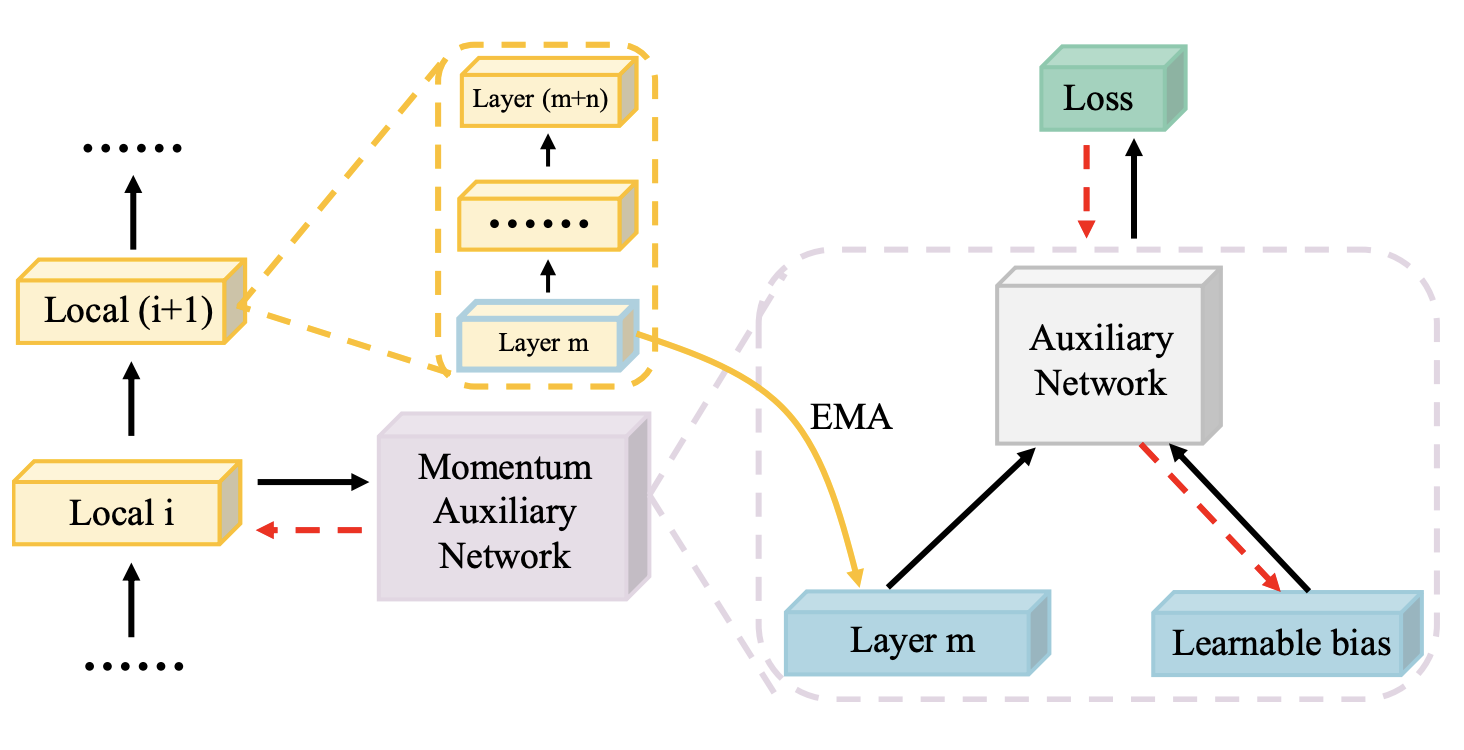 ......
Local (i+1)
Local i
......
Layer (m+n)
......
Layer m
Momentum
Auxiliary
Network
EMA
Loss
Auxiliary
Network
Layer m
Learnable bias